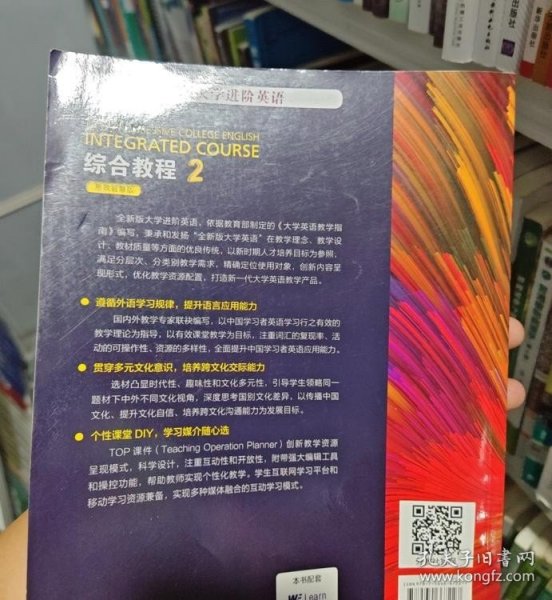 大学进阶英语
COLLEGE ENGLISH
INTEGRATED COURSE
综合教程 2
思政智慧版
全新版大学进阶英语，依据教育部制定的《大学英语教学指
南》编写，秉承和发扬“全新版大学英语”在教学理念、教学设
计、教材质量等方面的优良传统，以新时期人才培养目标为参照，
满足分层次、分类别教学需求，精确定位使用对象，创新内容呈
现形式，优化教学资源配置，打造新一代大学英语教学产品。
遵循外语学习规律，提升语言应用能力
国内外教学专家联袂编写，以中国学习者英语学习行之有效的
教学理论为指导，以有效课堂教学为目标，注重词汇的复现率、活
动的可操作性、资源的多样性，全面提升中国学习者英语应用能力。
贯穿多元文化意识，培养跨文化交际能力
选材凸显时代性、趣味性和文化多元性，引导学生领略同一
题材下中外不同文化视角，深度思考国别文化差异，以传播中国
文化、提升文化自信、培养跨文化沟通能力为发展目标。
个性课堂 DIY，学习媒介随心选
TOP 课件（Teaching Operation Planner）创新教学资源
呈现模式，科学设计，注重互动性和开放性，附带强大编辑工具
和操控功能，帮助教师实现个性化教学。学生互联网学习平台和
移动学习资源兼备，实现多种媒体融合的互动学习模式。
本书配套
WE Learn
孔夫子旧书网
kongfz.com